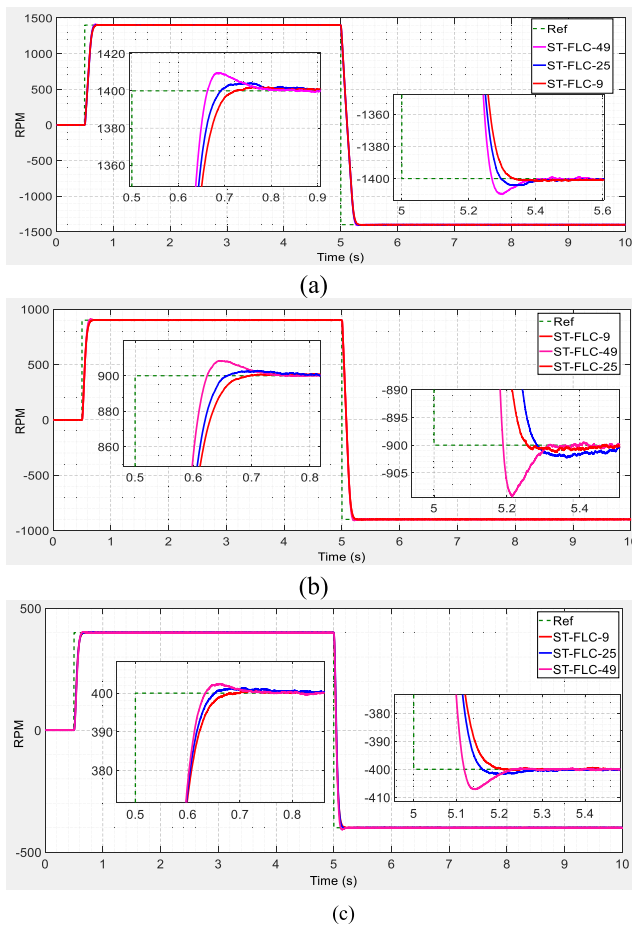 1500
1000
500
0
-500
-1000
-1500
RPM
0 1 2 3 4 5 6 7 8 9 10
Time (s)
Ref
ST-FLC-49
ST-FLC-25
ST-FLC-9
1420
1400
1380
1360
0.5 0.6 0.7 0.8 0.9
-1360
-1380
-1400
5 5.2 5.4 5.6
(a)
1000
500
0
-500
-1000
RPM
0 1 2 3 4 5 6 7 8 9 10
Time (s)
Ref
ST-FLC-9
ST-FLC-49
ST-FLC-25
900
880
860
0.5 0.6 0.7 0.8
-890
-895
-900
-905
5 5.2 5.4
(b)
500
0
-500
RPM
0 1 2 3 4 5 6 7 8 9 10
Time (s)
Ref
ST-FLC-9
ST-FLC-25
ST-FLC-49
400
380
0.5 0.6 0.7 0.8
-380
-390
-400
-410
5 5.1 5.2 5.3 5.4
(c)